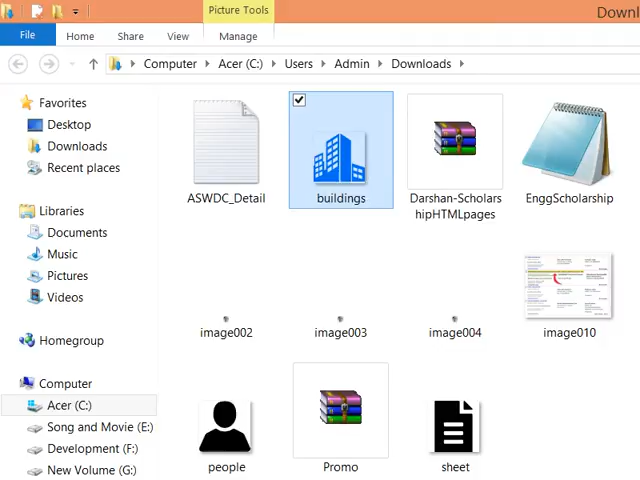 Picture Tools
Downl
File
Home
Share
View
Manage
Computer
Acer (C:)
Users
Admin
Downloads
Favorites
Desktop
Downloads
Recent places
Libraries
Documents
Music
Pictures
Videos
Homegroup
Computer
Acer (C:)
Song and Movie (E:)
Development (F:)
New Volume (G:)
ASWDC_Detail
buildings
Darshan-Scholars
hipHTMLpages
EnggScholarship
image002
image003
image004
image010
people
Promo
sheet